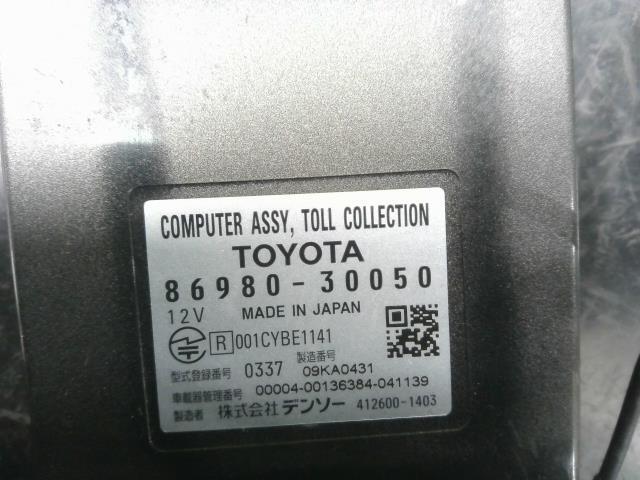 COMPUTER ASSY, TOLL COLLECTION
TOYOTA
86980-30050
12V MADE IN JAPAN
R 001CYBE1141
型式登録番号 0337 製造番号 09KA0431
車載器管理番号 00004-00136384-041139
製造者 株式会社 デンソー 412600-1403